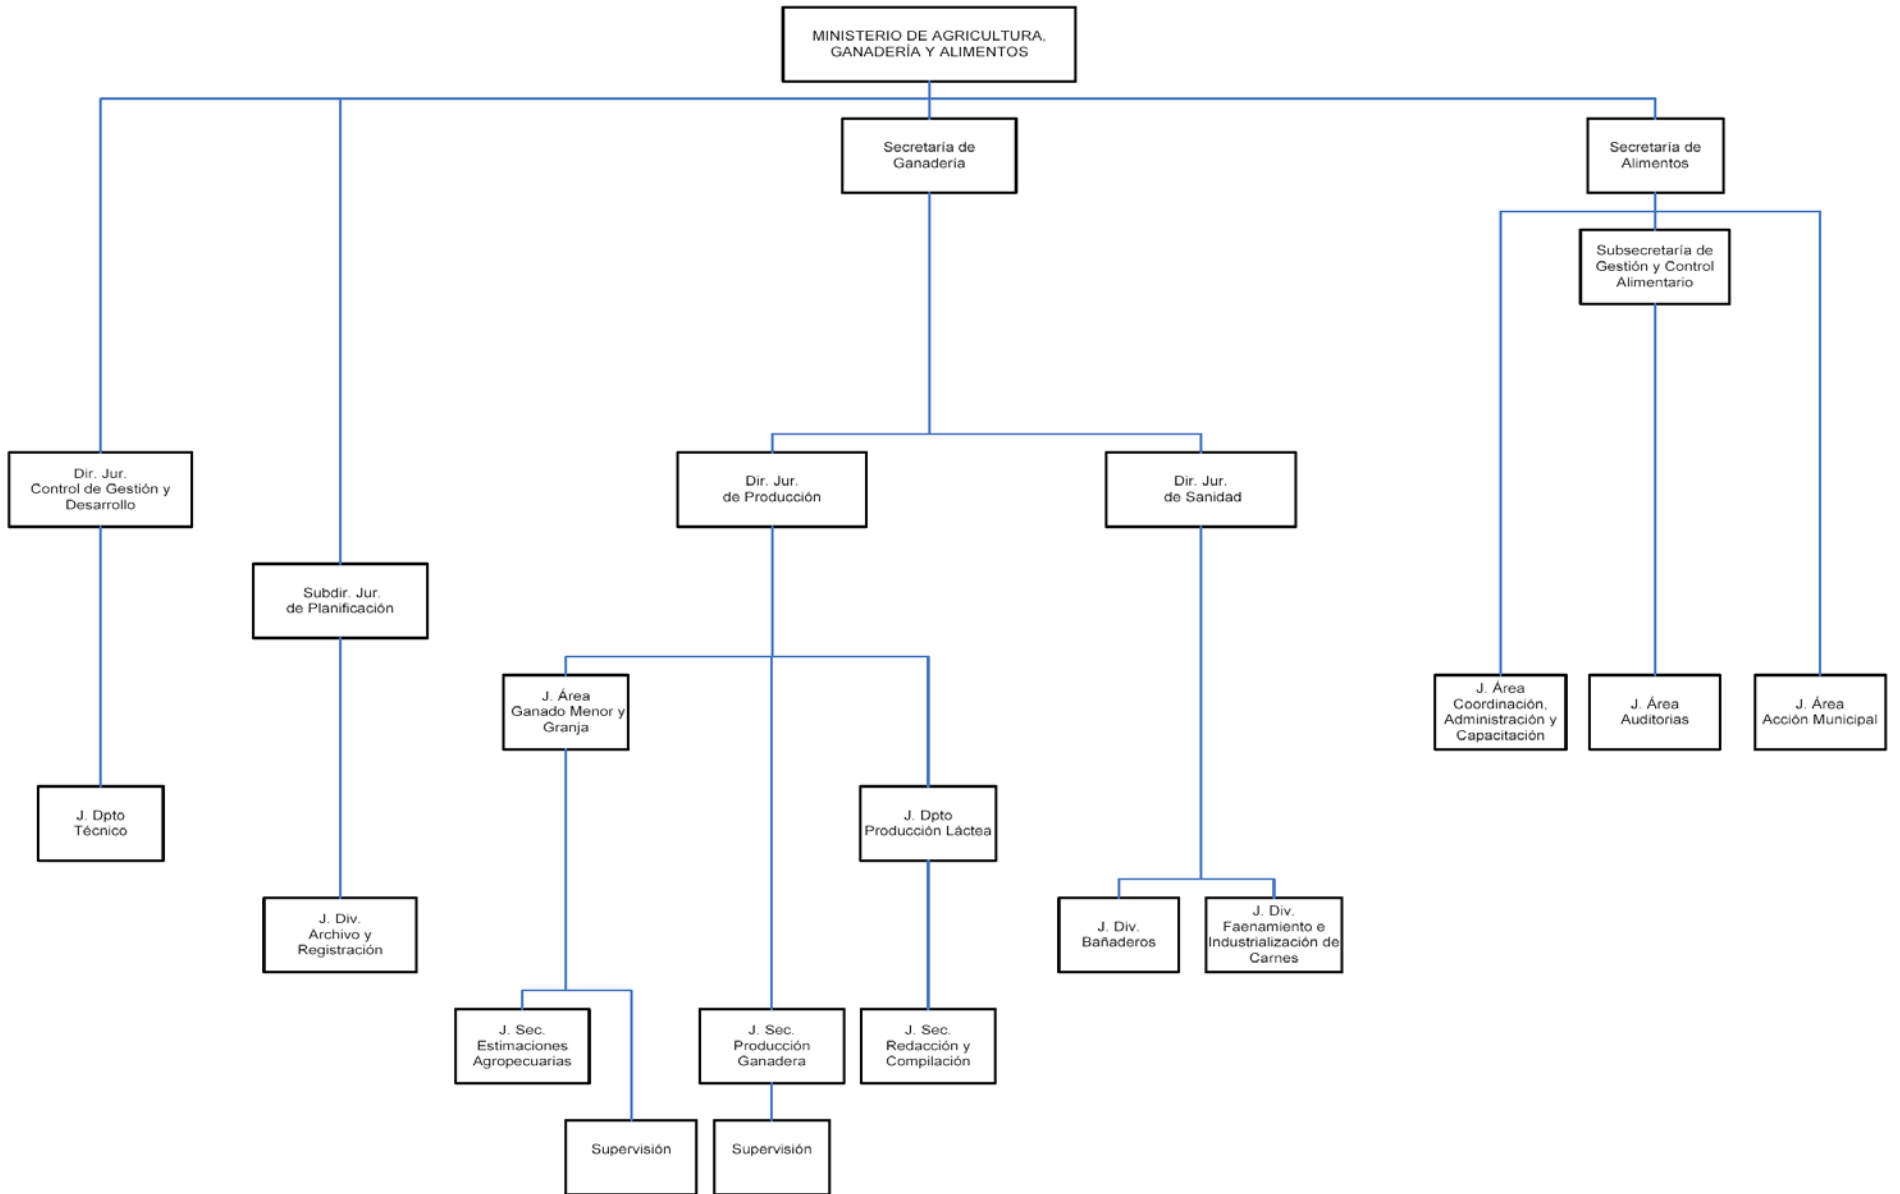 MINISTERIO DE AGRICULTURA,
GANADERÍA Y ALIMENTOS
Secretaría de
Ganadería
Secretaría de
Alimentos
Subsecretaría de
Gestión y Control
Alimentario
Dir. Jur.
Control de Gestión y
Desarrollo
Dir. Jur.
de Producción
Dir. Jur.
de Sanidad
Subdir. Jur.
de Planificación
J. Área
Ganado Menor y
Granja
J. Área
Coordinación,
Administración y
Capacitación
J. Área
Auditorias
J. Área
Acción Municipal
J. Dpto
Técnico
J. Dpto
Producción Láctea
J. Div.
Archivo y
Registración
J. Div.
Bañaderos
J. Div.
Faenamiento e
Industrialización de
Carnes
J. Sec.
Estimaciones
Agropecuarias
J. Sec.
Producción
Ganadera
J. Sec.
Redacción y
Compilación
Supervisión
Supervisión